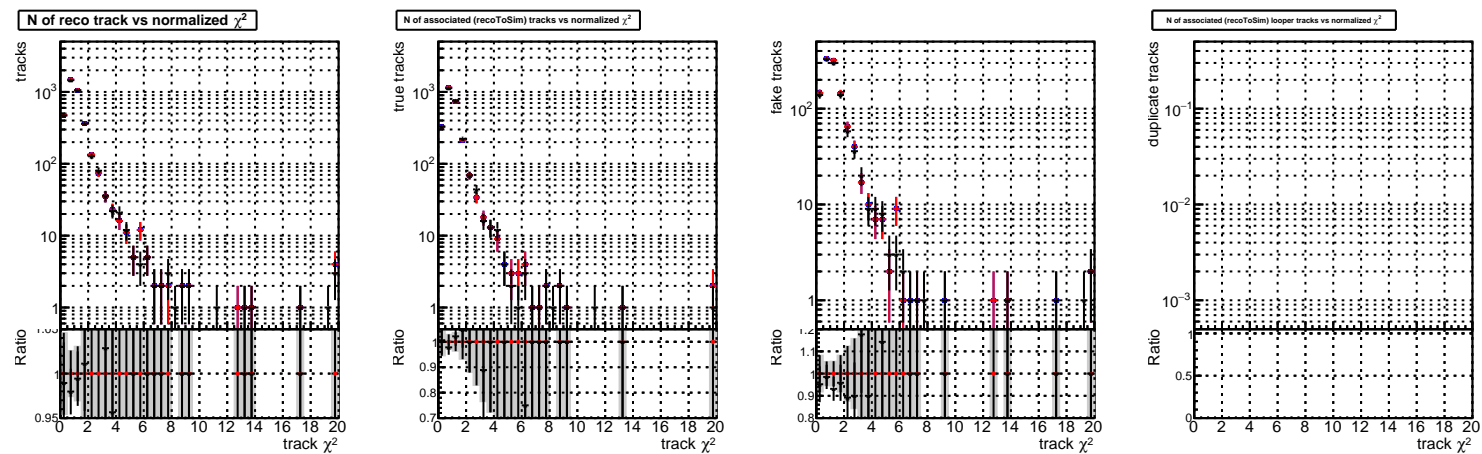 N of reco track vs normalized χ²
tracks
10³
10²
10
1
Ratio
1.05
1
0.95
0 2 4 6 8 10 12 14 16 18 20
track χ²
N of associated (recoToSim) tracks vs normalized χ²
true tracks
10³
10²
10
1
Ratio
1
0.9
0.8
0.7
0 2 4 6 8 10 12 14 16 18 20
track χ²
fake tracks
10²
10
1
Ratio
1.2
1.1
1
0.9
0.8
0 2 4 6 8 10 12 14 16 18 20
track χ²
N of associated (recoToSim) looper tracks vs normalized χ²
duplicate tracks
10⁻¹
10⁻²
10⁻³
Ratio
1
0.5
0
0 2 4 6 8 10 12 14 16 18 20
track χ²